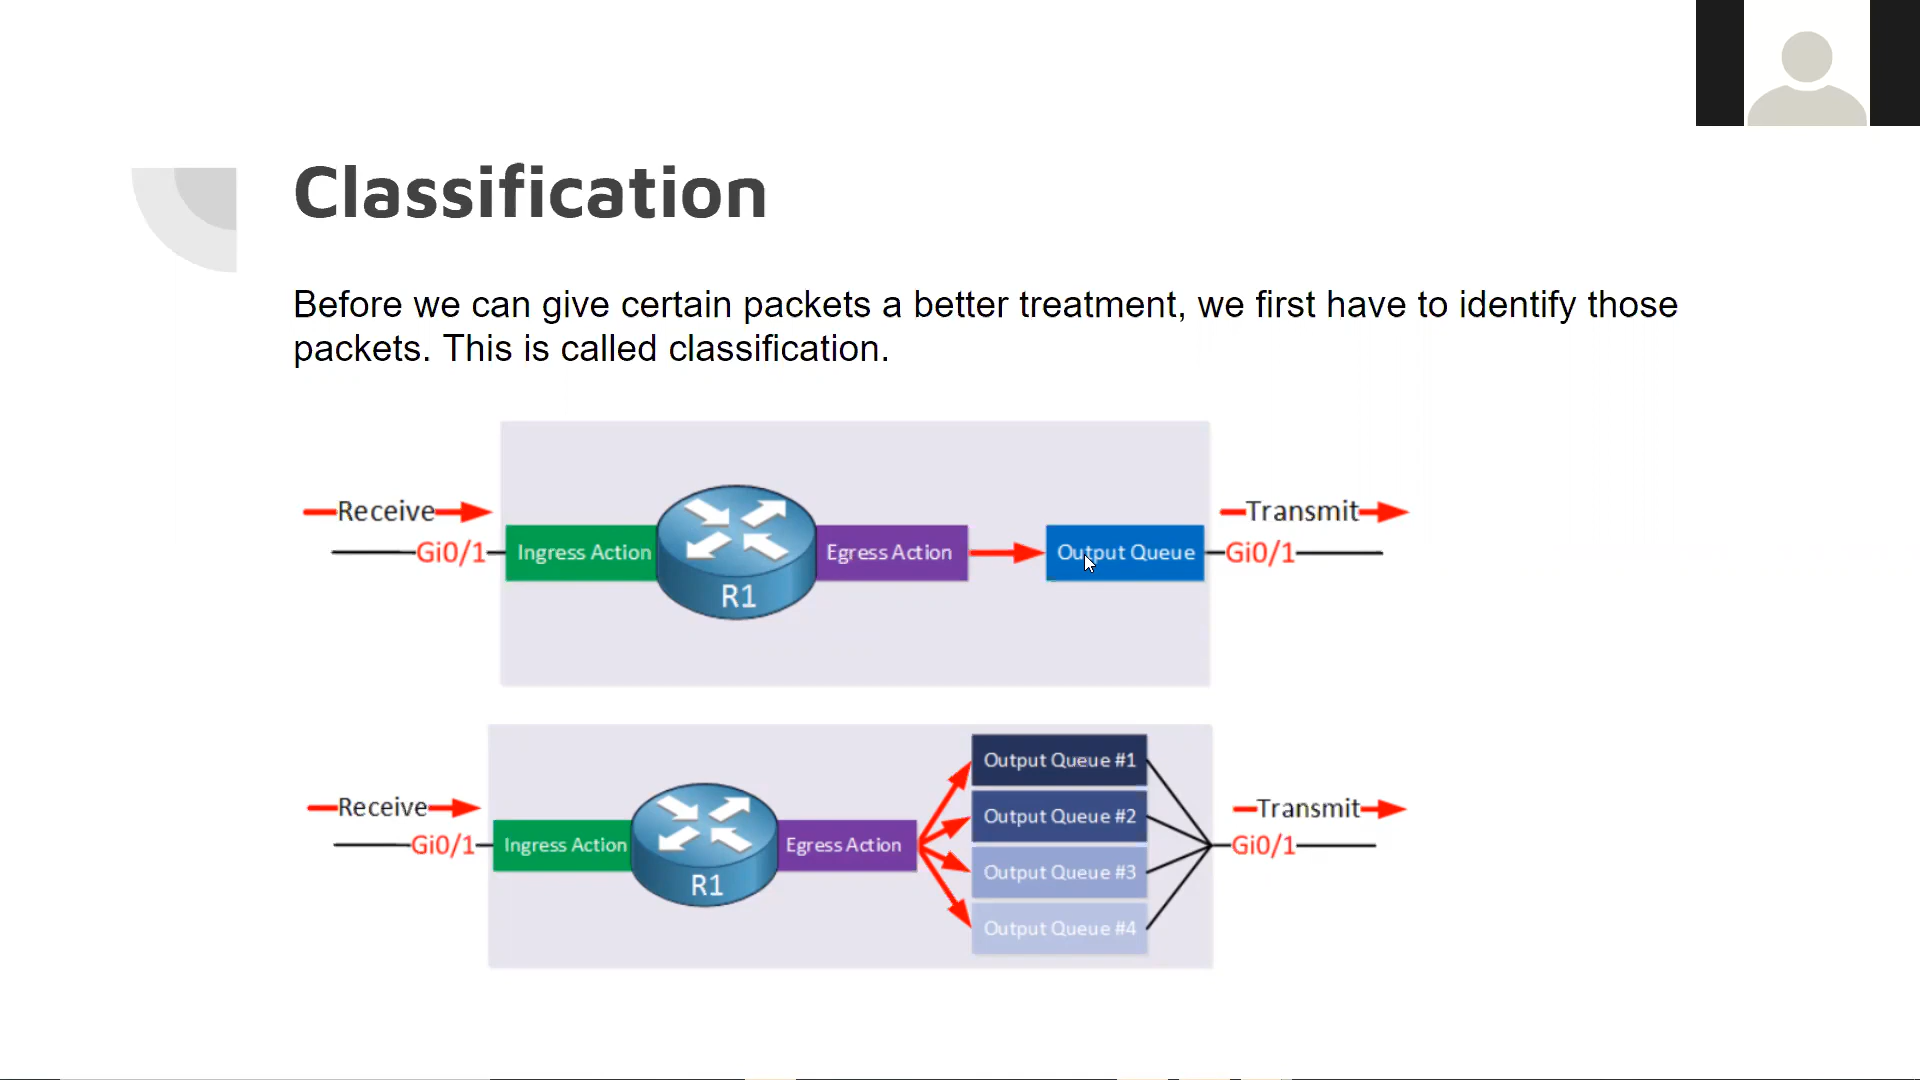 Classification
Before we can give certain packets a better treatment, we first have to identify those
packets. This is called classification.
Receive
Transmit
Gi0/1
Ingress Action
Egress Action
Output Queue
Gi0/1
R1
Output Queue #1
Receive
Output Queue #2
Transmit
Gi0/1
Ingress Action
Egress Action
Gi0/1
Output Queue #3
R1
Output Queue #4